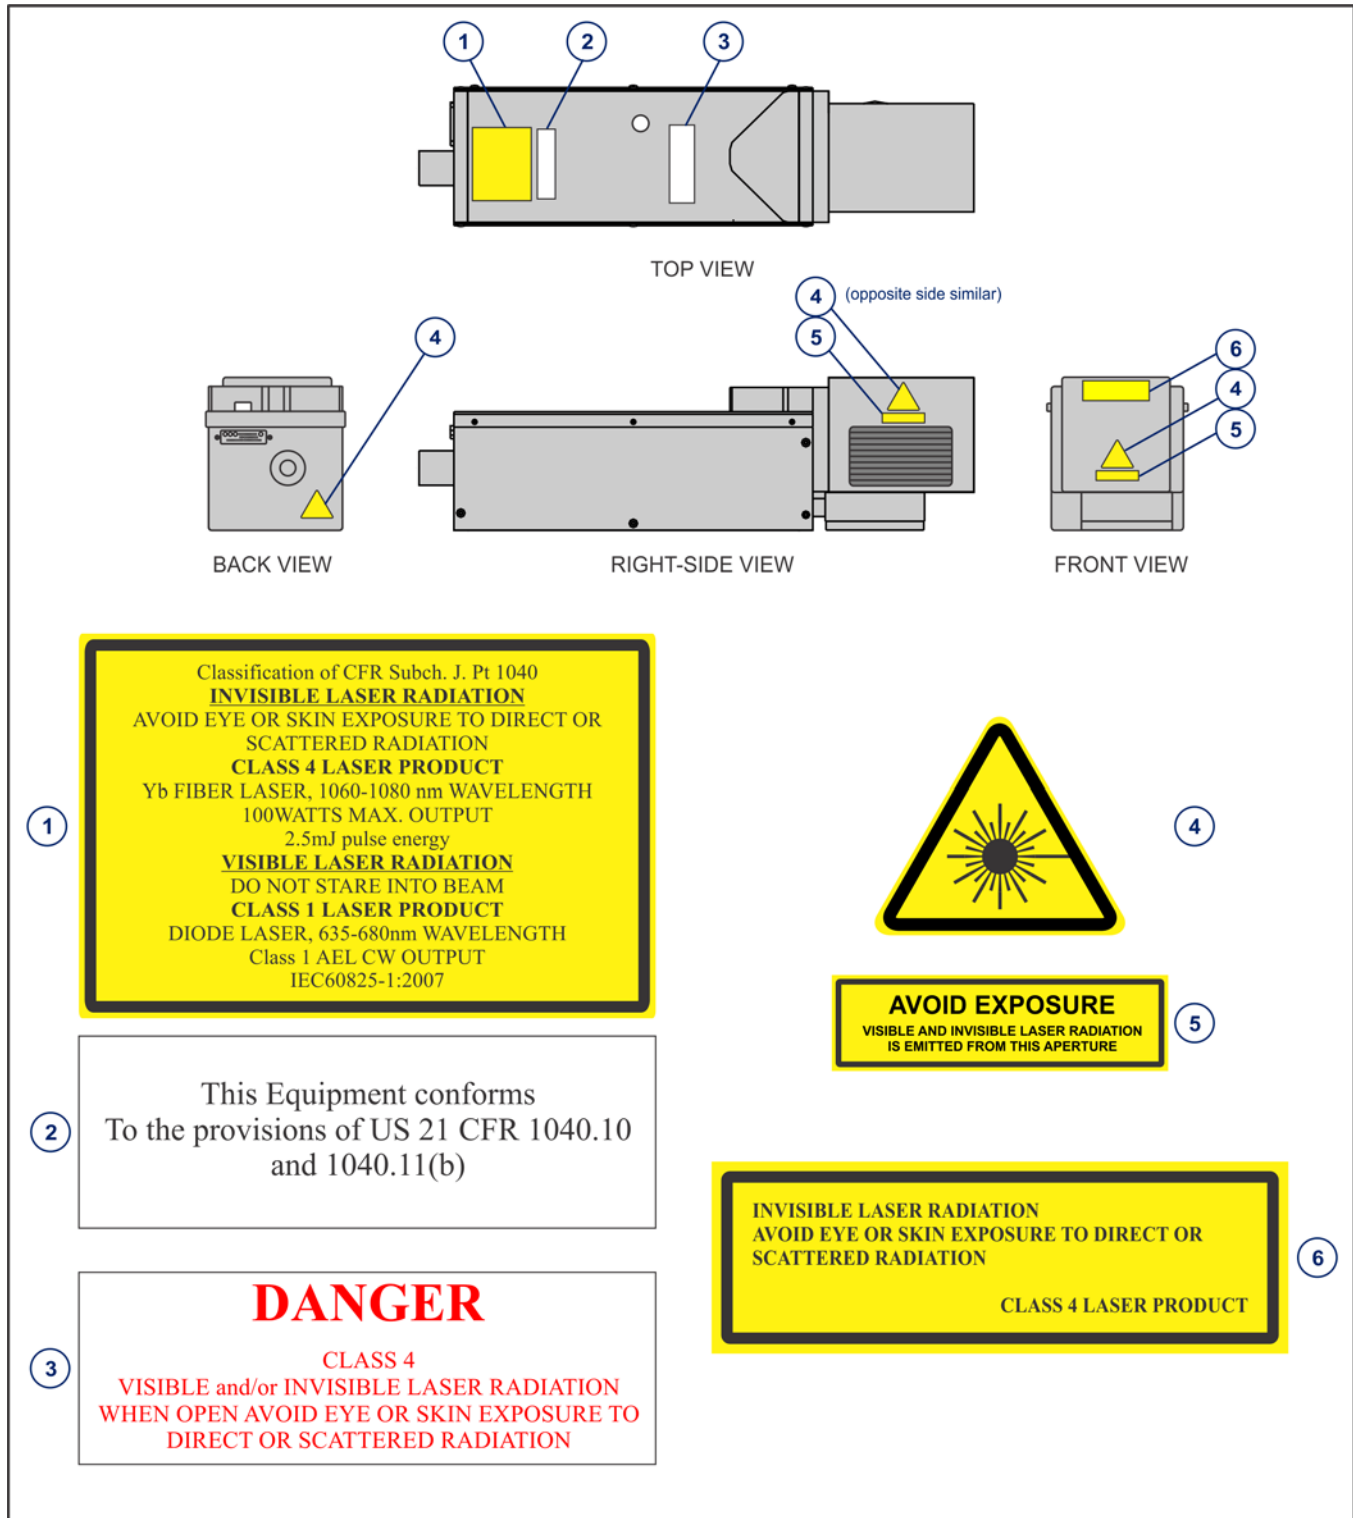 1
2
3
TOP VIEW
4 (opposite side similar)
5
4
6
4
5
BACK VIEW
RIGHT-SIDE VIEW
FRONT VIEW
1
Classification of CFR Subch. J. Pt 1040
INVISIBLE LASER RADIATION
AVOID EYE OR SKIN EXPOSURE TO DIRECT OR
SCATTERED RADIATION
CLASS 4 LASER PRODUCT
Yb FIBER LASER, 1060-1080 nm WAVELENGTH
100WATTS MAX. OUTPUT
2.5mJ pulse energy
VISIBLE LASER RADIATION
DO NOT STARE INTO BEAM
CLASS 1 LASER PRODUCT
DIODE LASER, 635-680nm WAVELENGTH
Class 1 AEL CW OUTPUT
IEC60825-1:2007
2
This Equipment conforms
To the provisions of US 21 CFR 1040.10
and 1040.11(b)
3
DANGER
CLASS 4
VISIBLE and/or INVISIBLE LASER RADIATION
WHEN OPEN AVOID EYE OR SKIN EXPOSURE TO
DIRECT OR SCATTERED RADIATION
4
AVOID EXPOSURE
VISIBLE AND INVISIBLE LASER RADIATION
IS EMITTED FROM THIS APERTURE
5
INVISIBLE LASER RADIATION
AVOID EYE OR SKIN EXPOSURE TO DIRECT OR
SCATTERED RADIATION
CLASS 4 LASER PRODUCT
6